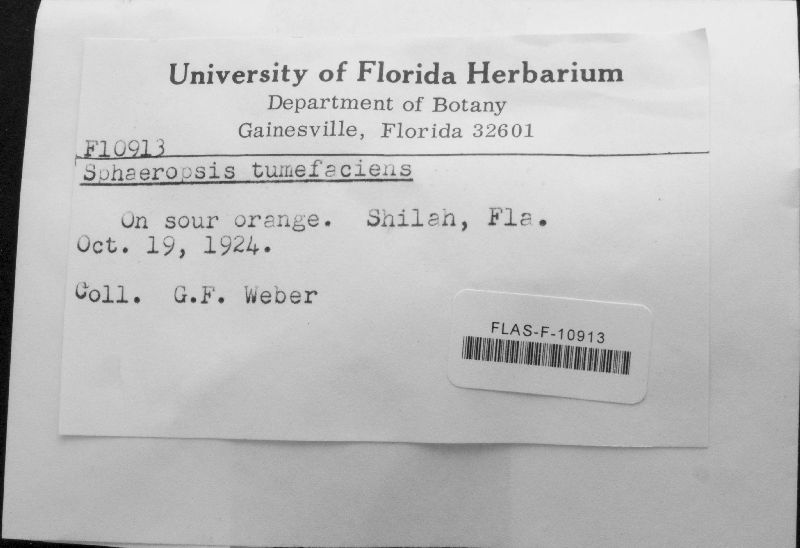 University of Florida Herbarium
Department of Botany
Gainesville, Florida 32601
F10913
Sphaeropsis tumefaciens
On sour orange. Shilah, Fla.
Oct. 19, 1924.
Coll. G.F. Weber
FLAS-F-10913